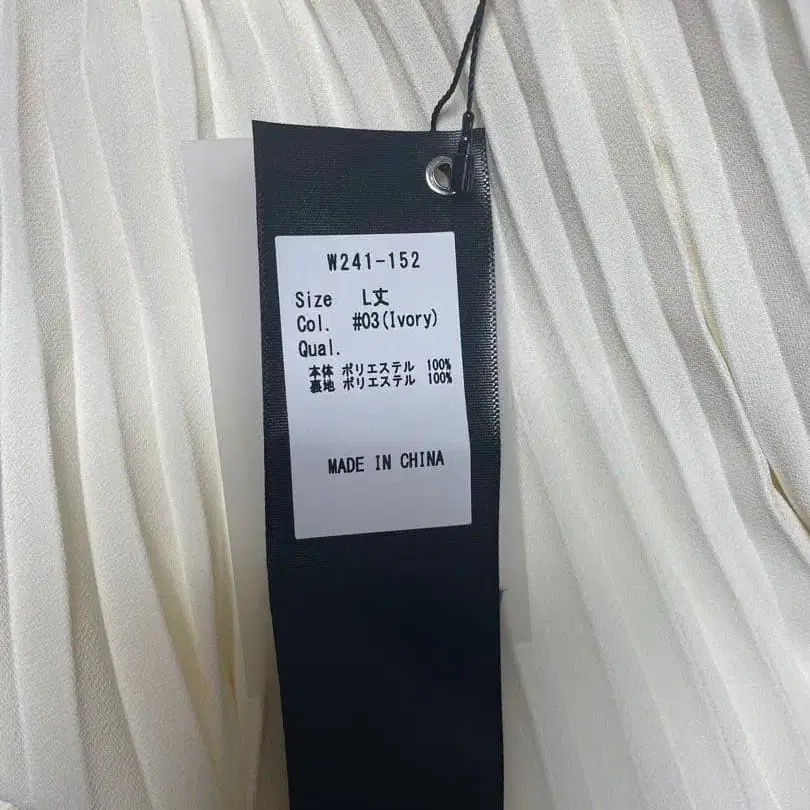 W241-152
Size L丈
Col. #03(Ivory)
Qual.
本体 ポリエステル 100%
裏地 ポリエステル 100%
MADE IN CHINA